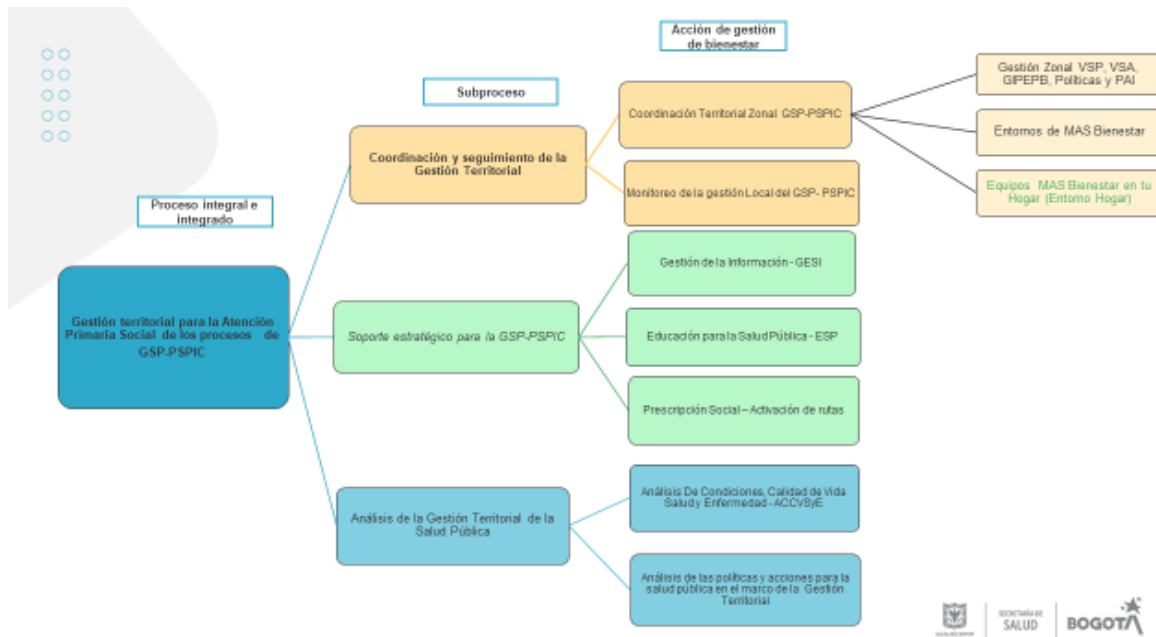 Acción de gestión
de bienestar
Subproceso
Proceso integral e
integrado
Gestión territorial para la Atención
Primaria Social de los procesos de
GSP-PSPIC
Coordinación y seguimiento de la
Gestión Territorial
Coordinación Territorial Zonal GSP-PSPIC
Gestión Zonal VSP, VSA,
GIPEPB, Políticas y PAI
Entornos de MAS Bienestar
Equipos MAS Bienestar en tu
Hogar (Entorno Hogar)
Monitoreo de la gestión Local del GSP- PSPIC
Soporte estratégico para la GSP-PSPIC
Gestión de la Información - GESI
Educación para la Salud Pública - ESP
Prescripción Social – Activación de rutas
Análisis de la Gestión Territorial de la
Salud Pública
Análisis De Condiciones, Calidad de Vida
Salud y Enfermedad - ACCVSyE
Análisis de las políticas y acciones para la
salud pública en el marco de la Gestión
Territorial
SECRETARÍA DE
SALUD
BOGOTÁ